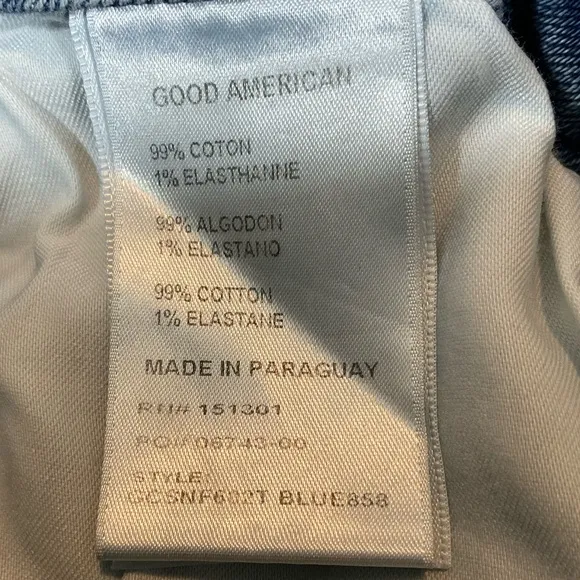 GOOD AMERICAN
99% COTON
1% ELASTHANNE
99% ALGODON
1% ELASTANO
99% COTTON
1% ELASTANE
MADE IN PARAGUAY
RN# 151301
PO# 06743-00
STYLE:
GCSNF682T BLUE858